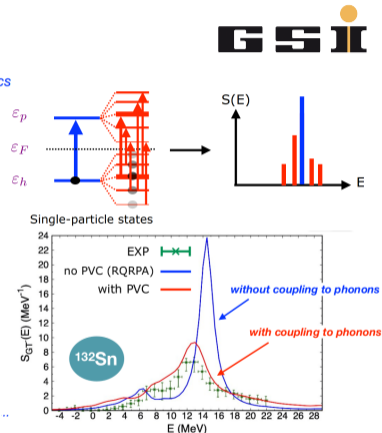 GSI
cs
εp
εF
εh
S(E)
E
Single-particle states
EXP
no PVC (RQRPA)
with PVC
without coupling to phonons
with coupling to phonons
¹³²Sn
S_GT(E) (MeV⁻¹)
24
22
20
18
16
14
12
10
8
6
4
2
0
-4 -2 0 2 4 6 8 10 12 14 16 18 20 22 24 26 28
E (MeV)
..